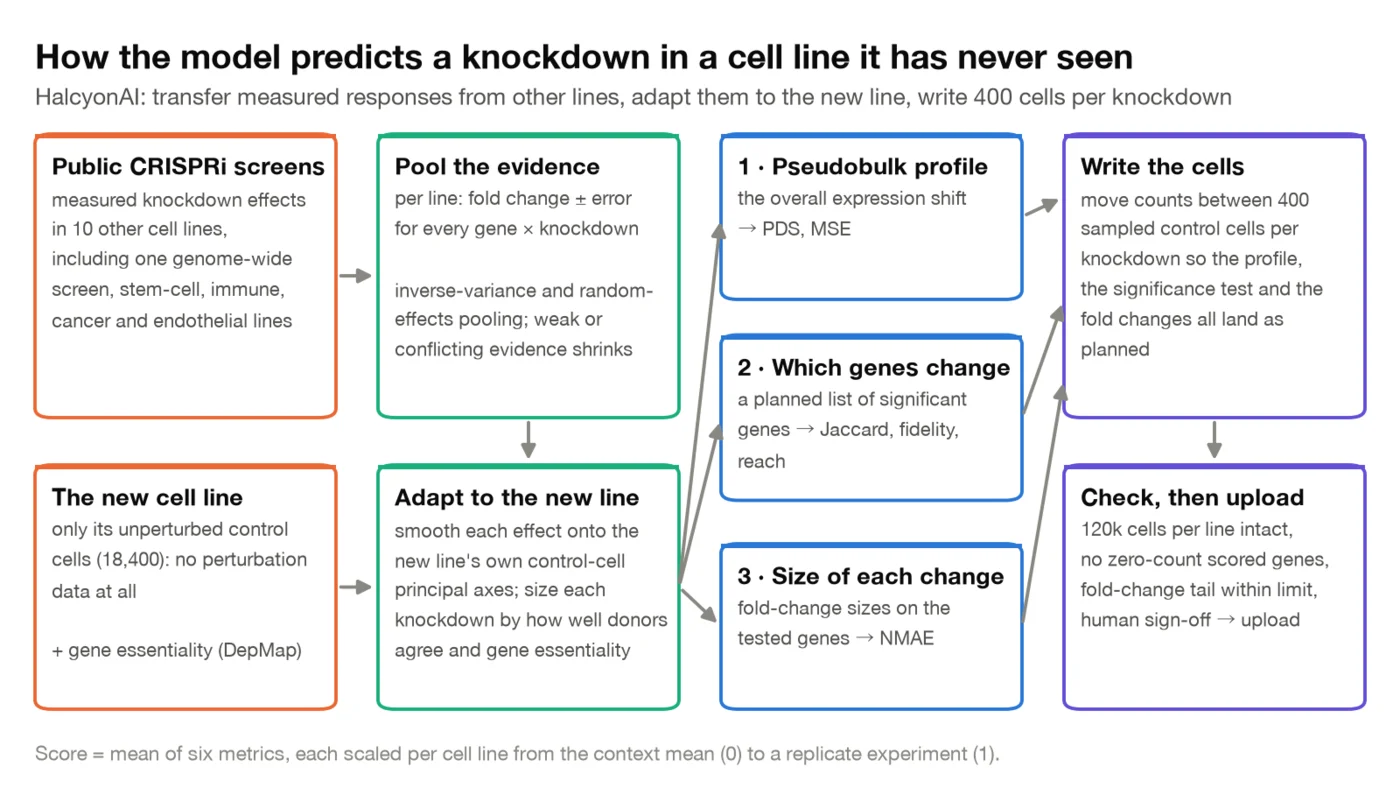 How the model predicts a knockdown in a cell line it has never seen
HalcyonAI: transfer measured responses from other lines, adapt them to the new line, write 400 cells per knockdown
Public CRISPRi screens
measured knockdown effects
in 10 other cell lines,
including one genome-wide
screen, stem-cell, immune,
cancer and endothelial lines
The new cell line
only its unperturbed control
cells (18,400): no perturbation
data at all
+ gene essentiality (DepMap)
Pool the evidence
per line: fold change ± error
for every gene × knockdown
inverse-variance and random-
effects pooling; weak or
conflicting evidence shrinks
Adapt to the new line
smooth each effect onto the
new line's own control-cell
principal axes; size each
knockdown by how well donors
agree and gene essentiality
1 · Pseudobulk profile
the overall expression shift
→ PDS, MSE
2 · Which genes change
a planned list of significant
genes → Jaccard, fidelity,
reach
3 · Size of each change
fold-change sizes on the
tested genes → NMAE
Write the cells
move counts between 400
sampled control cells per
knockdown so the profile,
the significance test and the
fold changes all land as
planned
Check, then upload
120k cells per line intact,
no zero-count scored genes,
fold-change tail within limit,
human sign-off → upload
Score = mean of six metrics, each scaled per cell line from the context mean (0) to a replicate experiment (1).